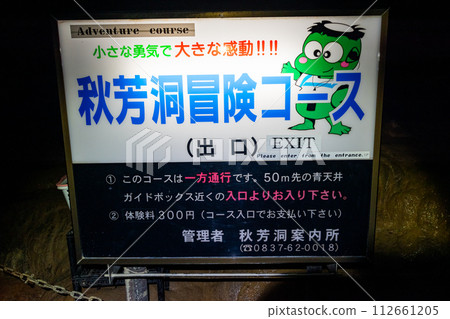 Adventure course
小さな勇気で大きな感動!!!
秋芳洞冒険コース
(出口) EXIT
Please enter from the entrance.
① このコースは一方通行です。50m先の青天井
ガイドボックス近くの入口よりお入り下さい。
② 体験料300円(コース入口でお支払い下さい)
管理者 秋芳洞案内所
(☎0837-62-0018)
pixta.jp - 112661205